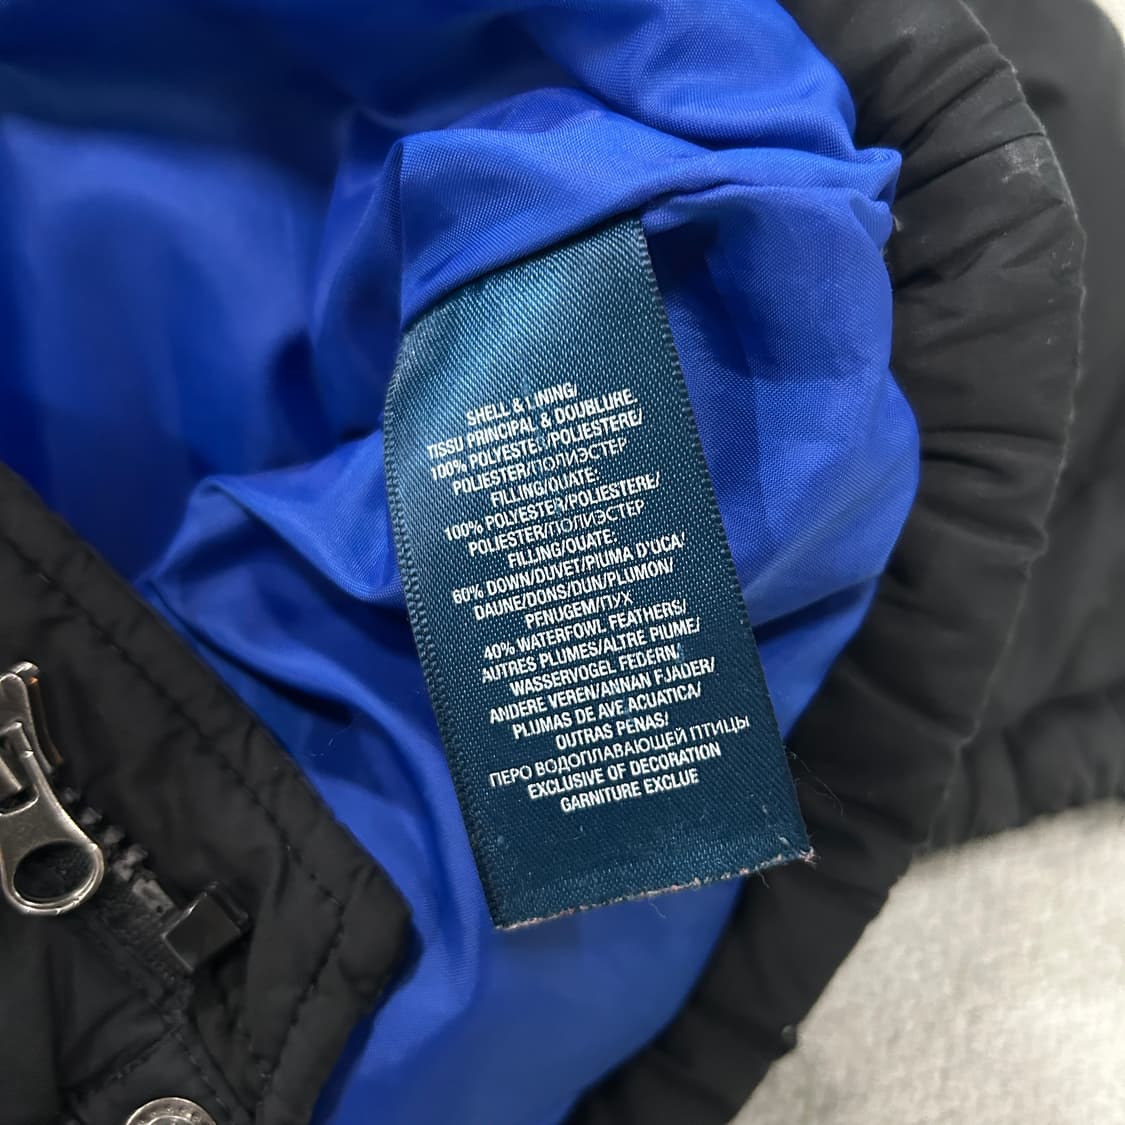 SHELL & LINING/
TISSU PRINCIPAL & DOUBLURE
100% POLYESTER/POLIESTERE/
POLIESTER/ПОЛИЭСТЕР
FILLING/OUATE:
100% POLYESTER/POLIESTERE/
POLIESTER/ПОЛИЭСТЕР
FILLING/OUATE:
60% DOWN/DUVET/PIUMA D'UCA/
DAUNE/DONS/DUN/PLUMON/
PENUGEM/ПУХ
40% WATERFOWL FEATHERS/
AUTRES PLUMES/ALTRE PIUME/
WASSERVOGEL FEDERN/
ANDERE VEREN/ANNAN FJADER/
PLUMAS DE AVE ACUATICA/
OUTRAS PENAS/
ПЕРО ВОДОПЛАВАЮЩЕЙ ПТИЦЫ
EXCLUSIVE OF DECORATION
GARNITURE EXCLUE